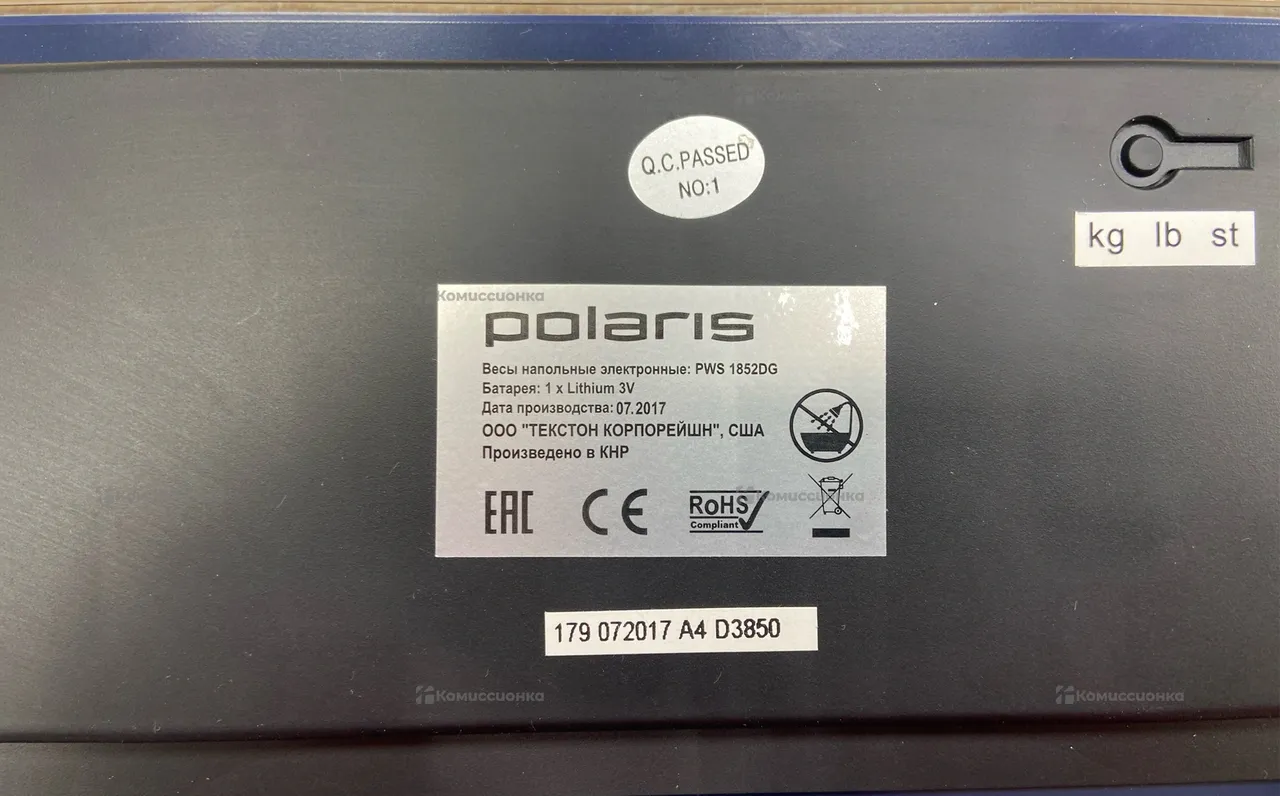 Q.C.PASSED
NO:1
kg lb st
Комиссионка
polaris
Весы напольные электронные: PWS 1852DG
Батарея: 1 x Lithium 3V
Дата производства: 07.2017
ООО "ТЕКСТОН КОРПОРЕЙШН", США
Произведено в КНР
EAC CE RoHS
Compliant
Комиссионка
179 072017 A4 D3850
Комиссионка
Комиссионка